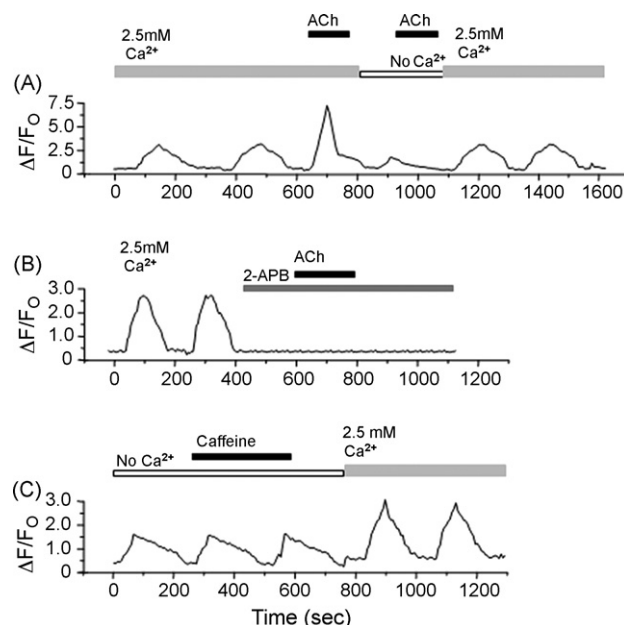 ACh ACh
2.5mM
Ca²⁺
2.5mM
Ca²⁺
No Ca²⁺
(A)
ΔF/F_O
7.5
5.0
2.5
0
0 200 400 600 800 1000 1200 1400 1600
(B)
2.5mM
Ca²⁺
ACh
2-APB
ΔF/F_O
3.0
2.0
1.0
0
0 200 400 600 800 1000 1200
Caffeine
2.5 mM
Ca²⁺
No Ca²⁺
(C)
ΔF/F_O
3.0
2.0
1.0
0
0 200 400 600 800 1000 1200
Time (sec)